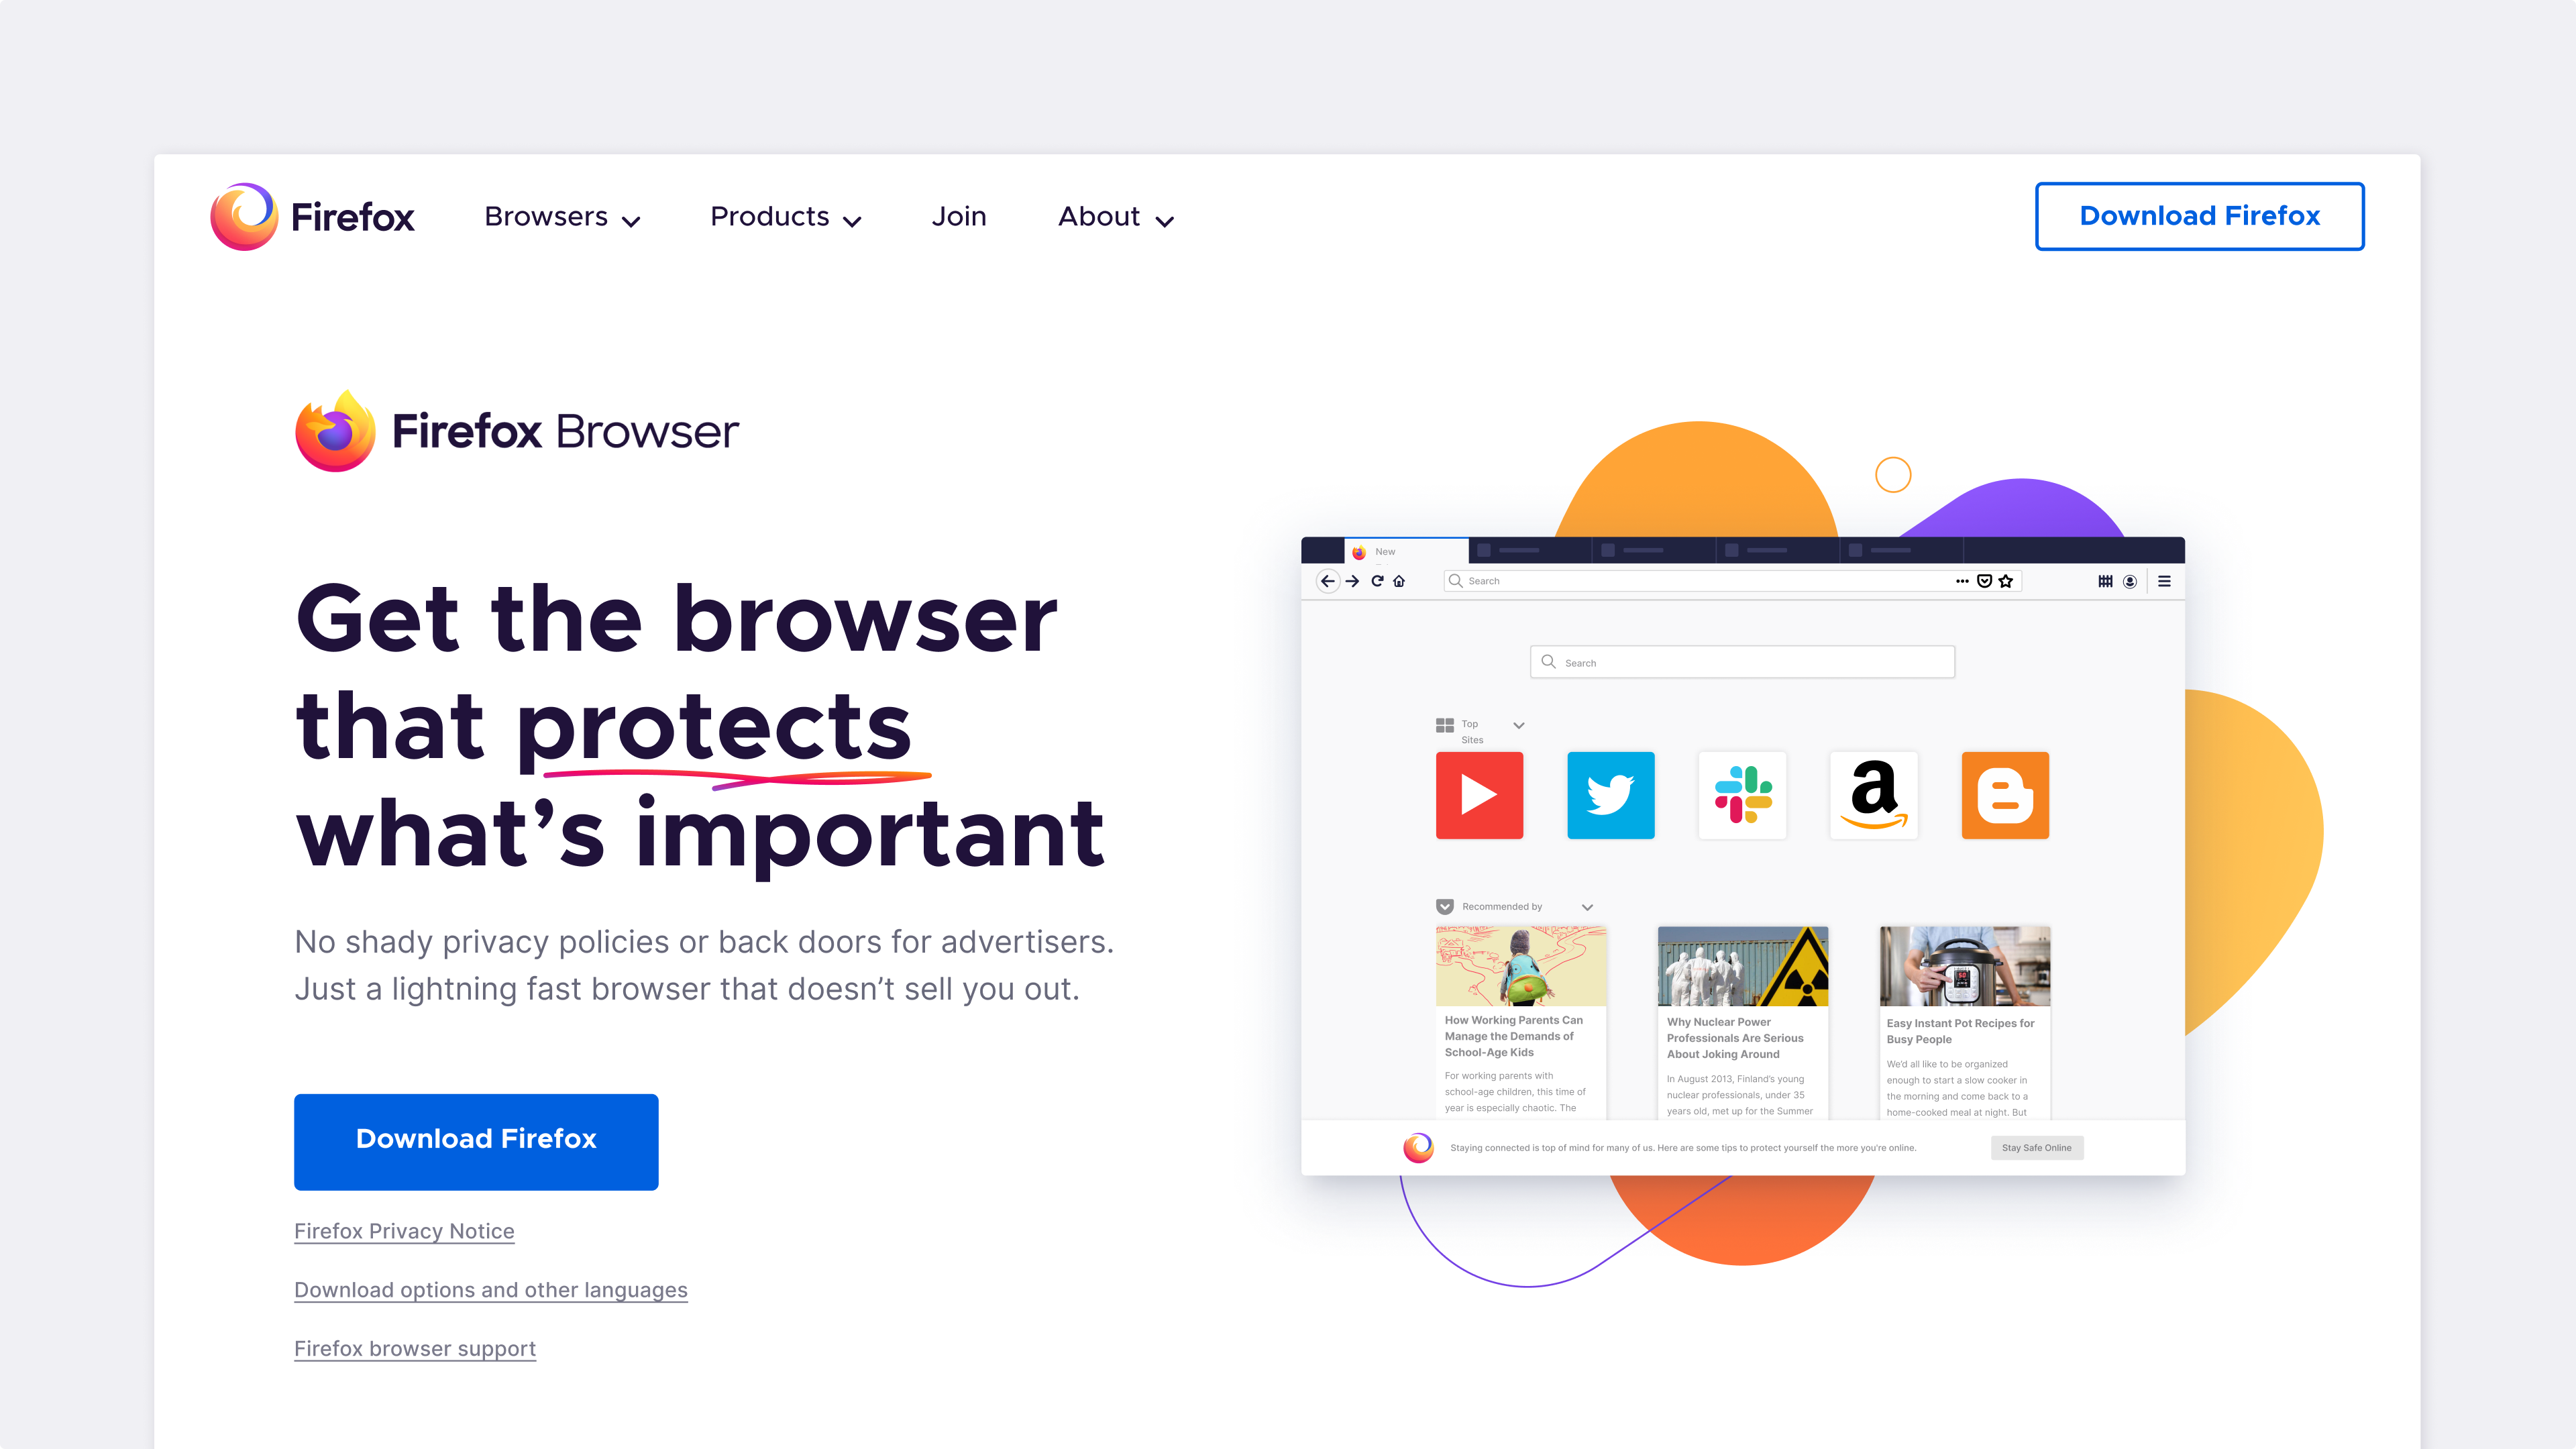 Firefox
Browsers
Products
Join
About
Download Firefox
Firefox Browser
Get the browser
that protects
what’s important
No shady privacy policies or back doors for advertisers.
Just a lightning fast browser that doesn’t sell you out.
Download Firefox
Firefox Privacy Notice
Download options and other languages
Firefox browser support
New
Search
Search
Top
Sites
Recommended by
How Working Parents Can
Manage the Demands of
School-Age Kids
For working parents with
school-age children, this time of
year is especially chaotic. The
Why Nuclear Power
Professionals Are Serious
About Joking Around
In August 2013, Finland’s young
nuclear professionals, under 35
years old, met up for the Summer
Easy Instant Pot Recipes for
Busy People
We’d all like to be organized
enough to start a slow cooker in
the morning and come back to a
home-cooked meal at night. But
Staying connected is top of mind for many of us. Here are some tips to protect yourself the more you're online.
Stay Safe Online